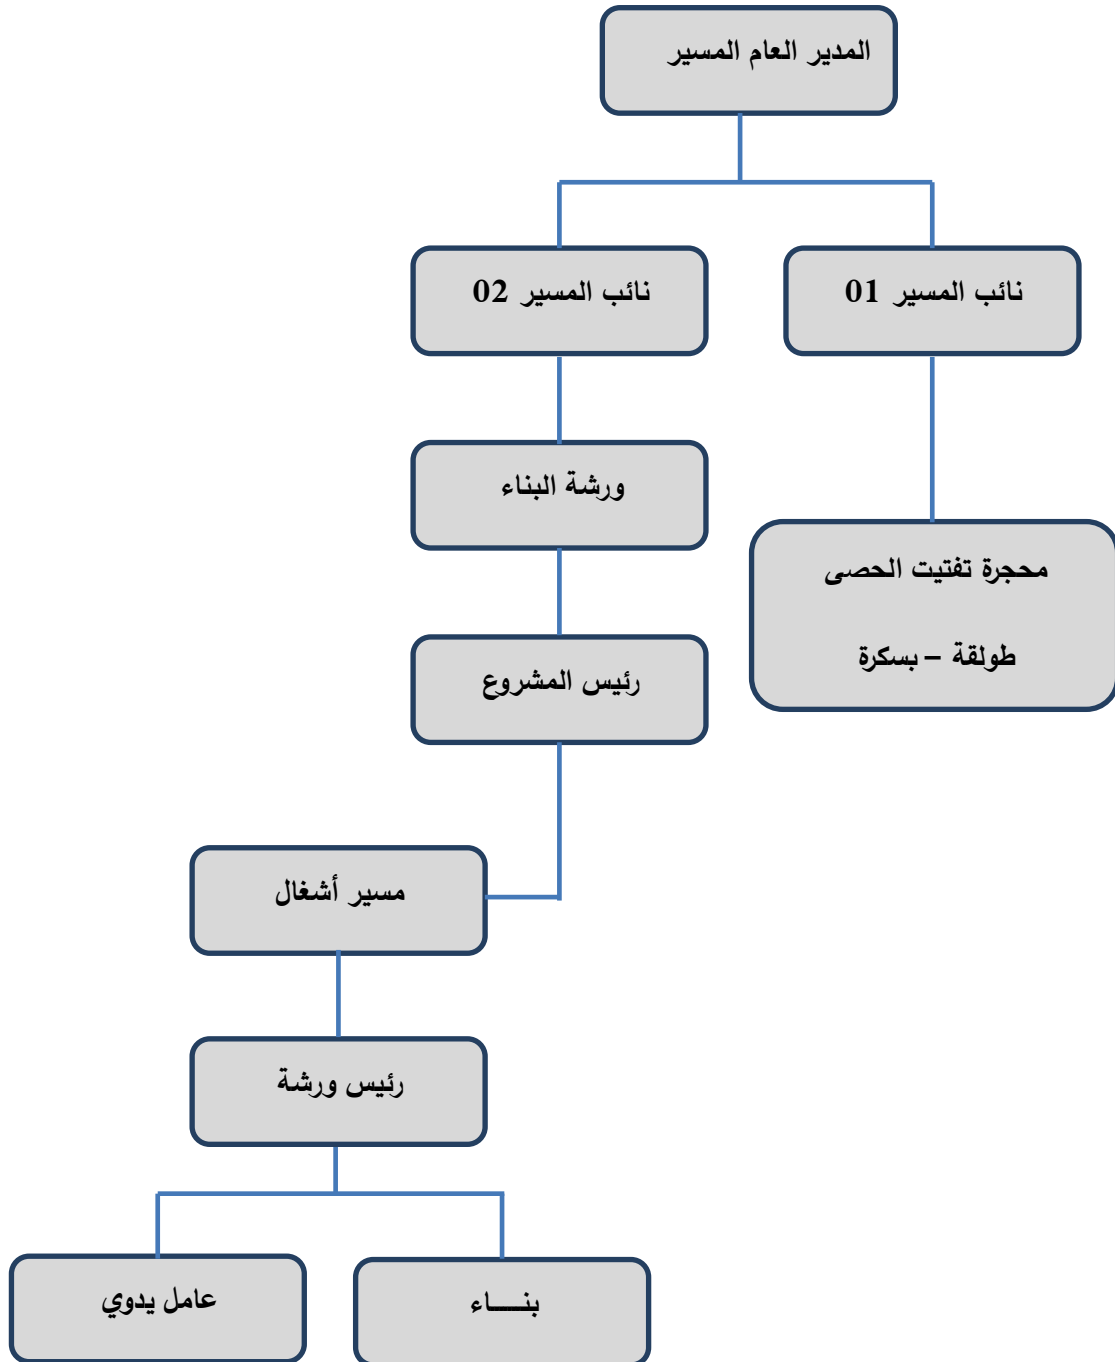 المدير العام المسير
نائب المسير 01
نائب المسير 02
ورشة البناء
محجرة تفتيت الحصى
طولقة – بسكرة
رئيس المشروع
مسير أشغال
رئيس ورشة
بنــــاء
عامل يدوي